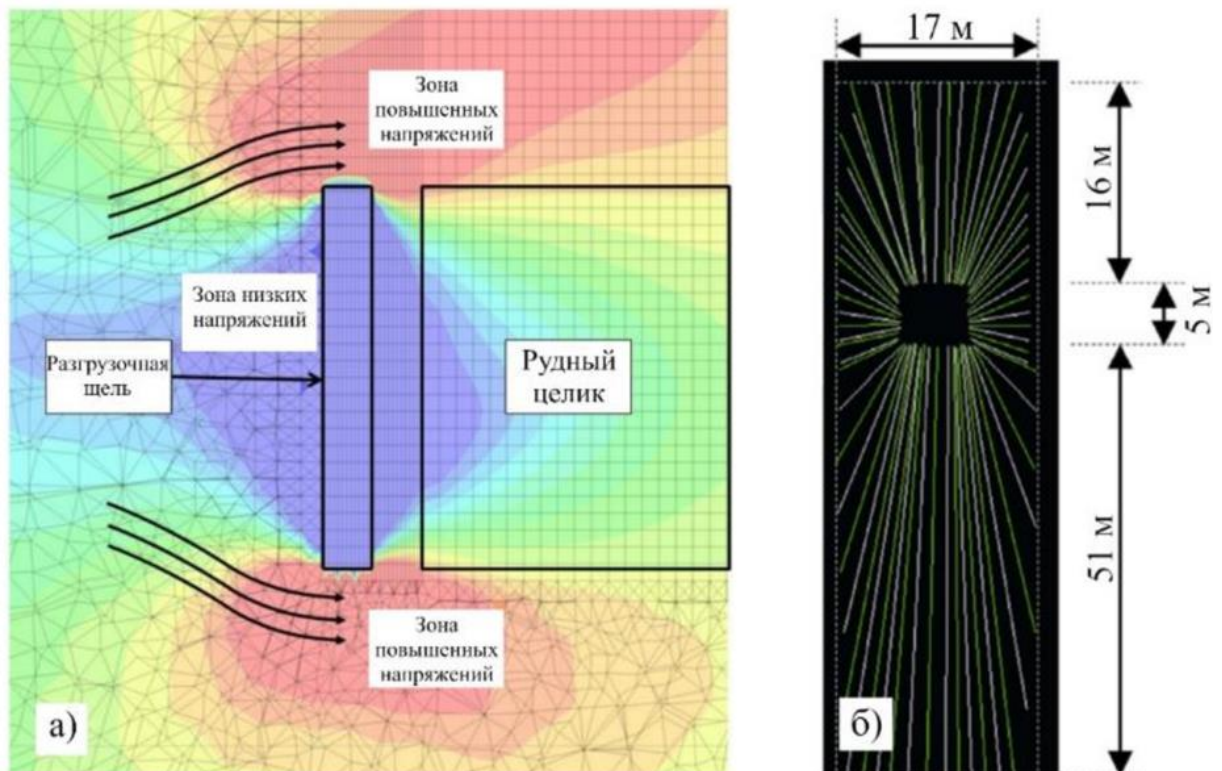 Зона
повышенных
напряжений
Зона низких
напряжений
Разгрузочная
щель
Рудный
целик
Зона
повышенных
напряжений
а)
17 м
16 м
5 м
51 м
б)